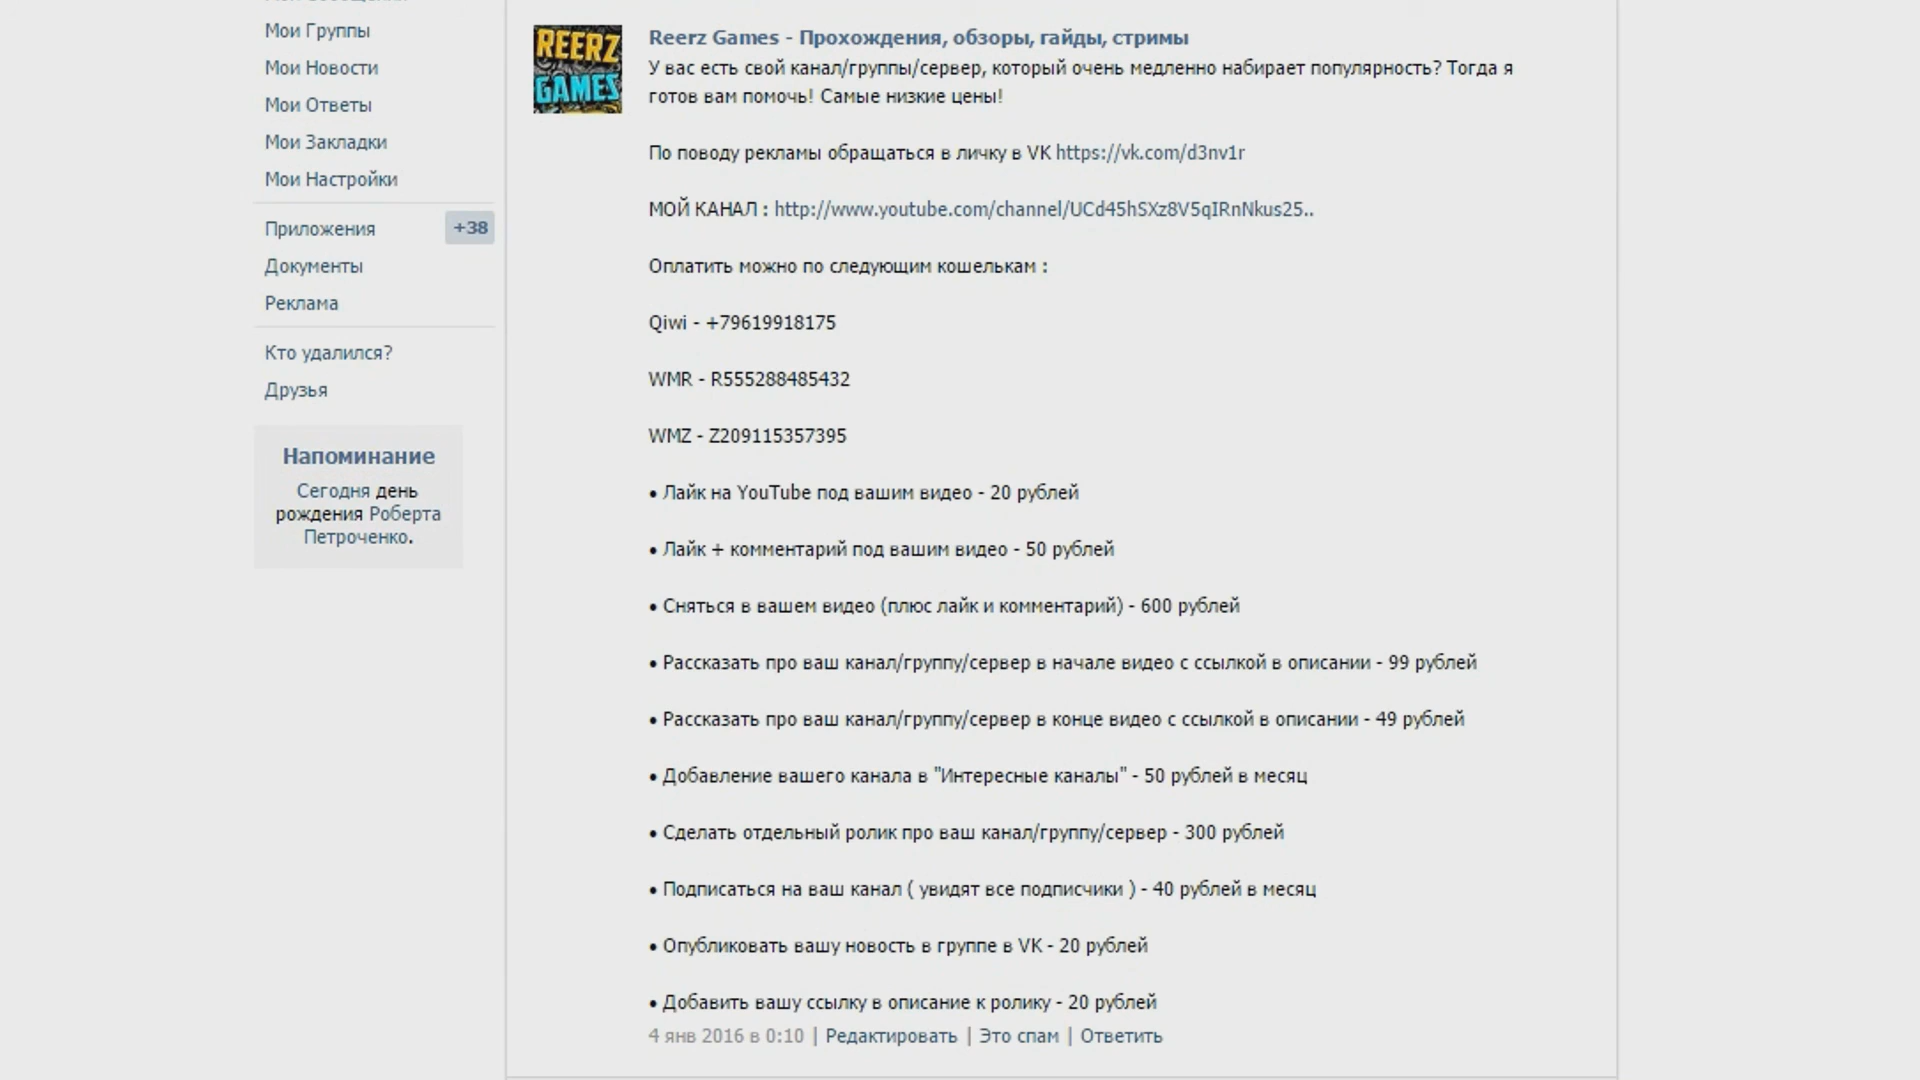 Мои Группы
Мои Новости
Мои Ответы
Мои Закладки
Мои Настройки
Приложения +38
Документы
Реклама
Кто удалился?
Друзья
Напоминание
Сегодня день
рождения Роберта
Петроченко.
REERZ
GAMES
Reerz Games - Прохождения, обзоры, гайды, стримы
У вас есть свой канал/группы/сервер, который очень медленно набирает популярность? Тогда я
готов вам помочь! Самые низкие цены!
По поводу рекламы обращаться в личку в VK https://vk.com/d3nv1r
МОЙ КАНАЛ : http://www.youtube.com/channel/UCd45hSXz8V5qIRnNkus25..
Оплатить можно по следующим кошелькам :
Qiwi - +79619918175
WMR - R555288485432
WMZ - Z209115357395
• Лайк на YouTube под вашим видео - 20 рублей
• Лайк + комментарий под вашим видео - 50 рублей
• Сняться в вашем видео (плюс лайк и комментарий) - 600 рублей
• Рассказать про ваш канал/группу/сервер в начале видео с ссылкой в описании - 99 рублей
• Рассказать про ваш канал/группу/сервер в конце видео с ссылкой в описании - 49 рублей
• Добавление вашего канала в "Интересные каналы" - 50 рублей в месяц
• Сделать отдельный ролик про ваш канал/группу/сервер - 300 рублей
• Подписаться на ваш канал ( увидят все подписчики ) - 40 рублей в месяц
• Опубликовать вашу новость в группе в VK - 20 рублей
• Добавить вашу ссылку в описание к ролику - 20 рублей
4 янв 2016 в 0:10 | Редактировать | Это спам | Ответить